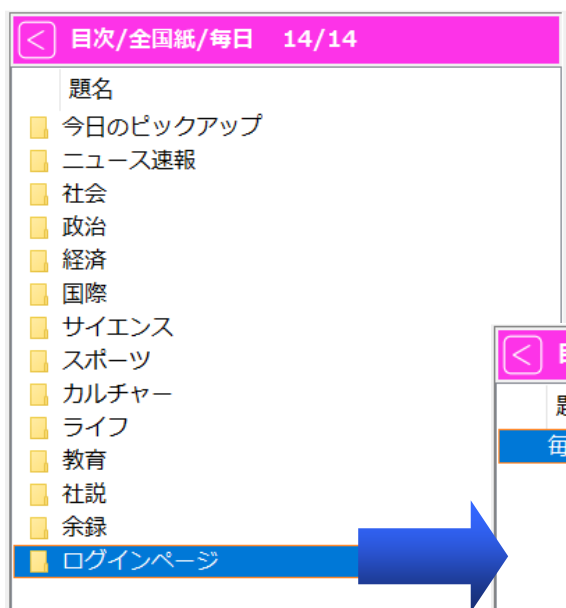 目次/全国紙/毎日 14/14
題名
今日のピックアップ
ニュース速報
社会
政治
経済
国際
サイエンス
スポーツ
カルチャー
ライフ
教育
社説
余録
ログインページ